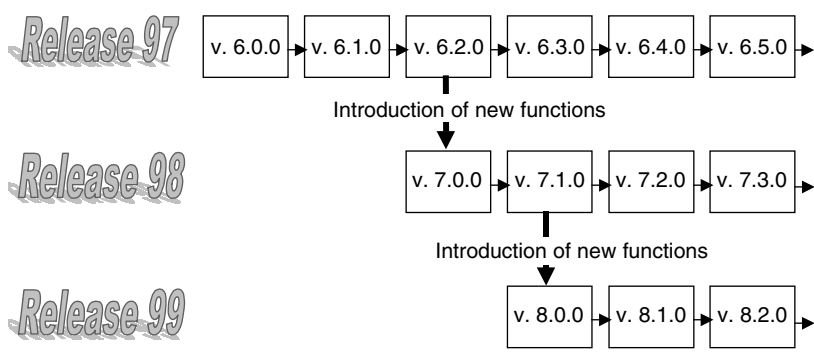 Release 97 v. 6.0.0 v. 6.1.0 v. 6.2.0 v. 6.3.0 v. 6.4.0 v. 6.5.0
Introduction of new functions
Release 98 v. 7.0.0 v. 7.1.0 v. 7.2.0 v. 7.3.0
Introduction of new functions
Release 99 v. 8.0.0 v. 8.1.0 v. 8.2.0